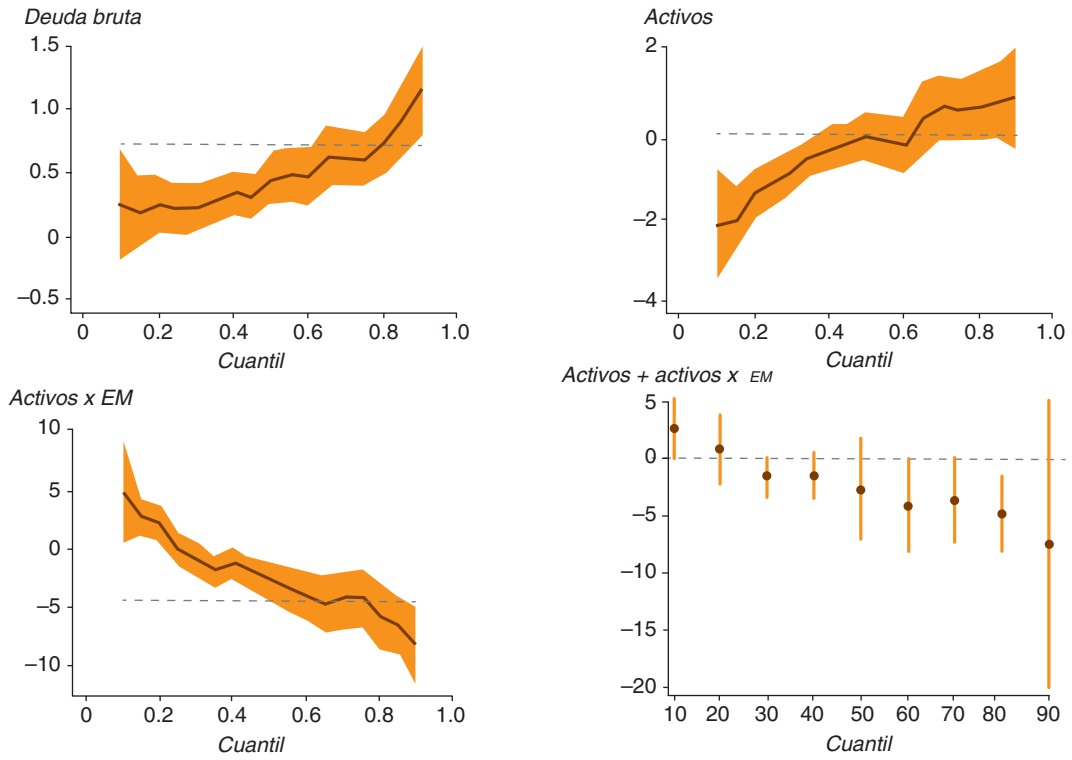 Deuda bruta
1.5
1.0
0.5
0
–0.5
0 0.2 0.4 0.6 0.8 1.0
Cuantil
Activos
2
0
–2
–4
0 0.2 0.4 0.6 0.8 1.0
Cuantil
Activos x EM
10
5
0
–5
–10
0 0.2 0.4 0.6 0.8 1.0
Cuantil
Activos + activos x EM
5
0
–5
–10
–15
–20
10 20 30 40 50 60 70 80 90
Cuantil